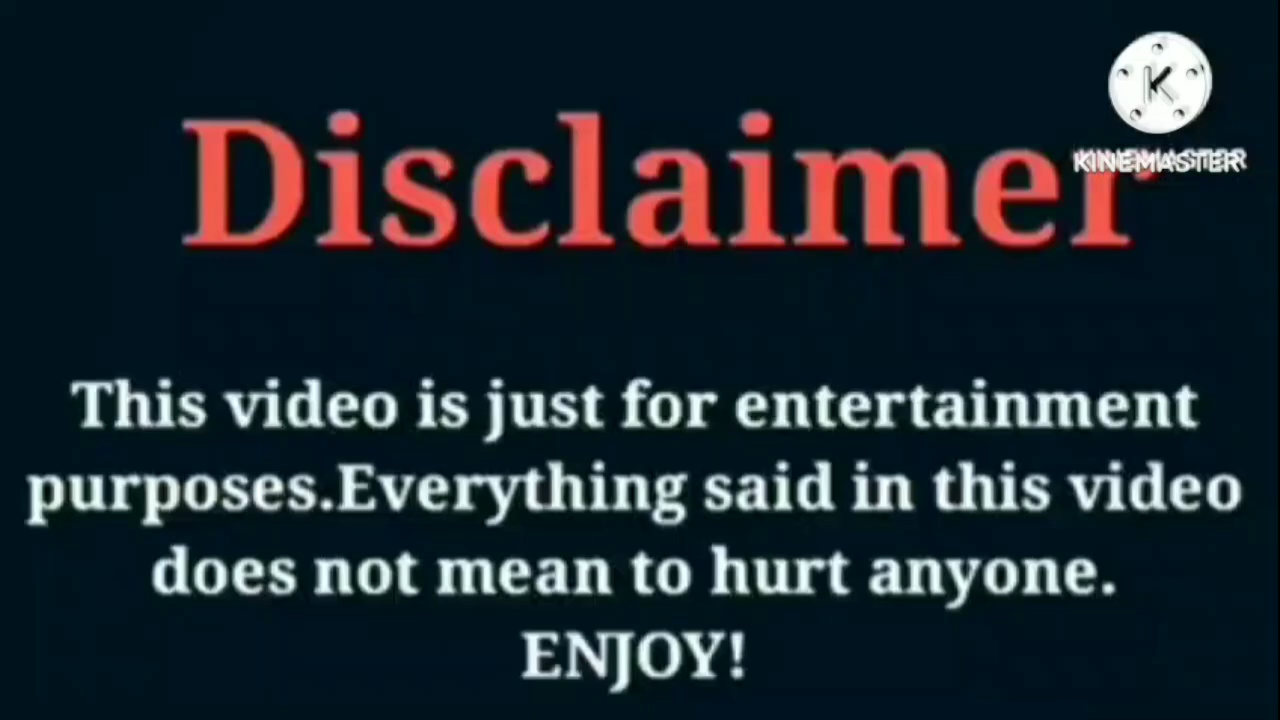 K
KINEMASTER
Disclaimer
This video is just for entertainment
purposes.Everything said in this video
does not mean to hurt anyone.
ENJOY!